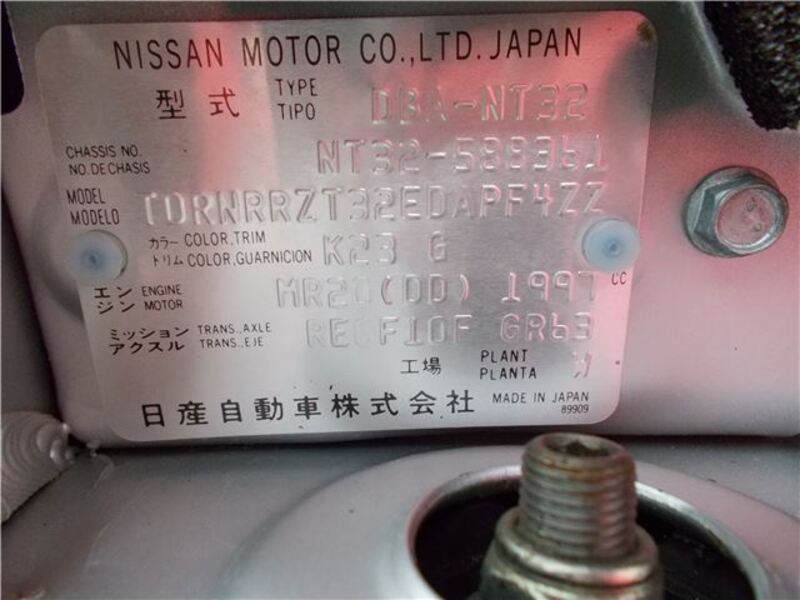 NISSAN MOTOR CO.,LTD. JAPAN
型式 TYPE TIPO DBA-NT32
CHASSIS NO. NO. DE CHASIS
MODEL MODELO
カラー COLOR, TRIM トリム COLOR, GUARNICION K23 G
エンジン ENGINE MOTOR MR20(DD) 1997 CC
ミッション TRANS., AXLE アクスル TRANS., EJE RE0F10F GR63
工場 PLANT PLANTA W
日産自動車株式会社 MADE IN JAPAN
89909